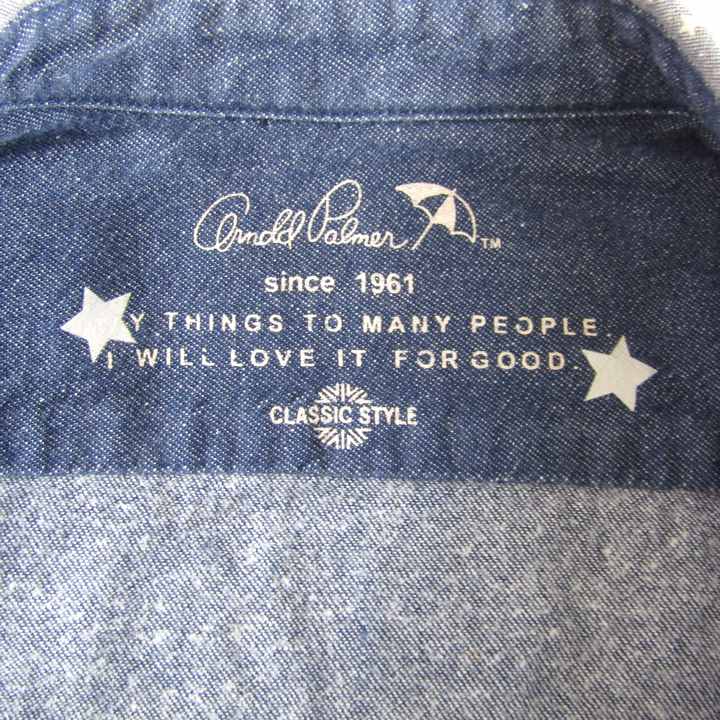 Arnold Palmer TM
since 1961
Y THINGS TO MANY PEOPLE.
I WILL LOVE IT FOR GOOD.
CLASSIC STYLE